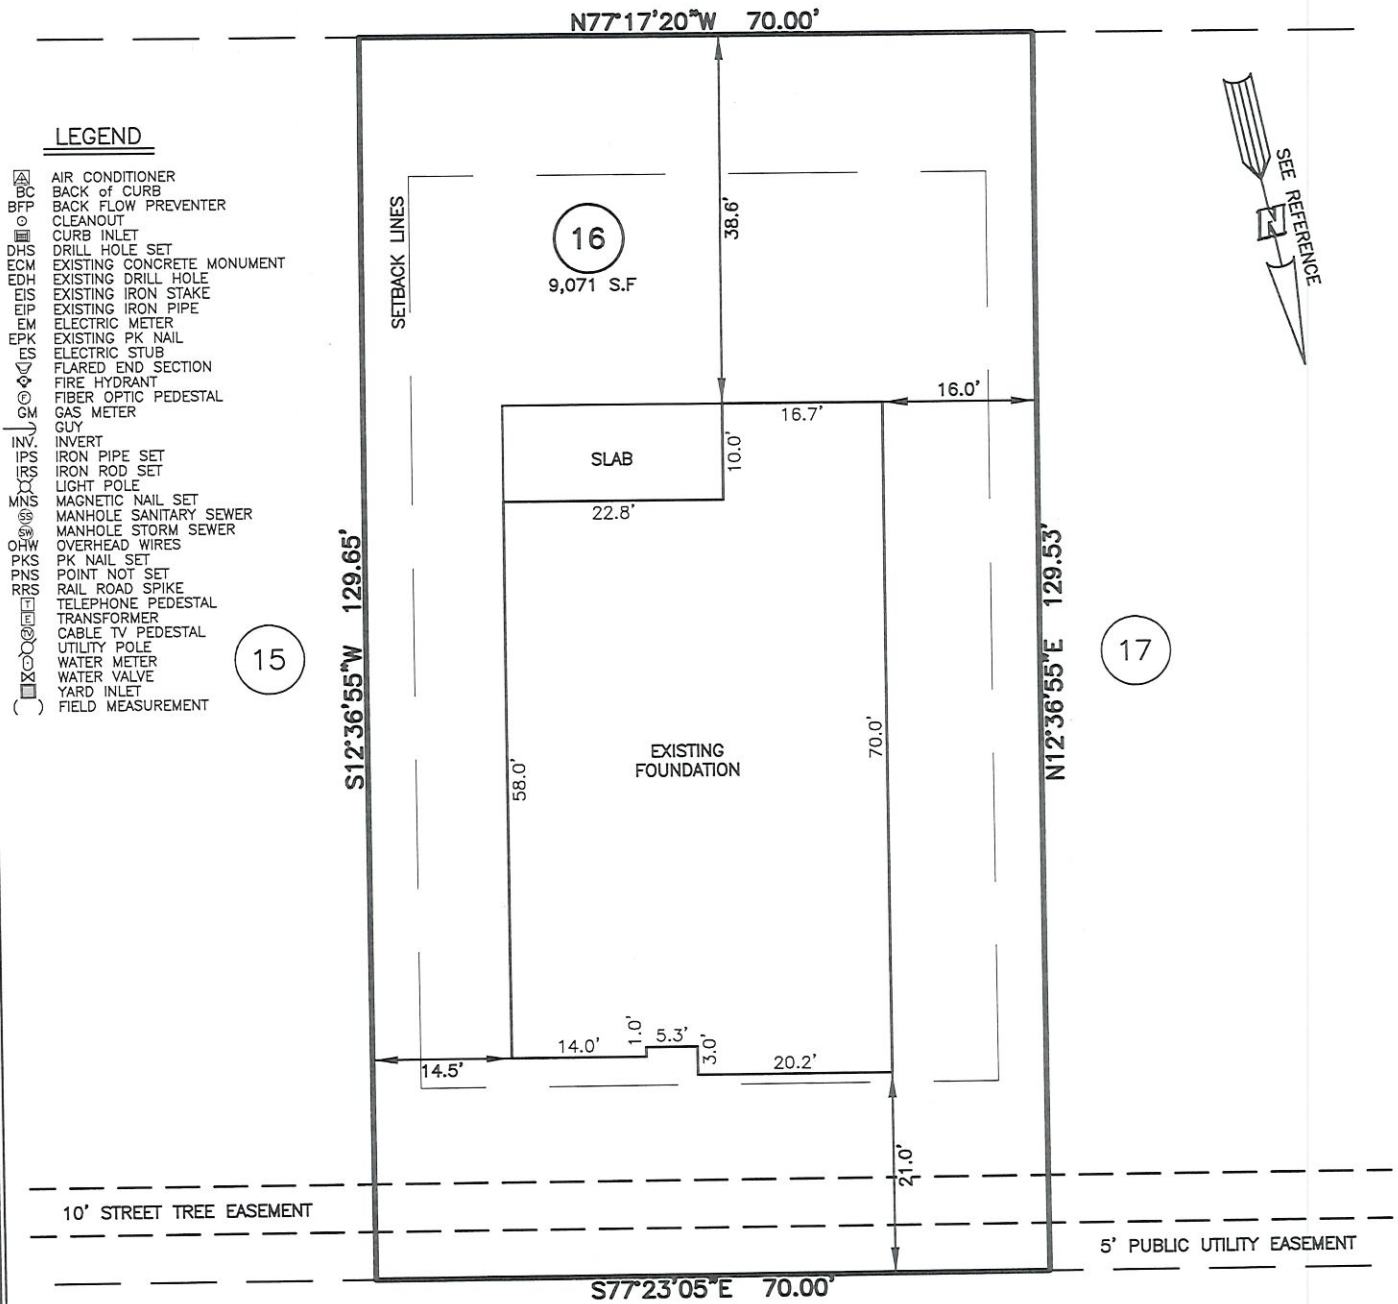 N77°17'20"W 70.00'
LEGEND
AIR CONDITIONER
BC BACK of CURB
BFP BACK FLOW PREVENTER
CLEANOUT
CURB INLET
DHS DRILL HOLE SET
ECM EXISTING CONCRETE MONUMENT
EDH EXISTING DRILL HOLE
EIS EXISTING IRON STAKE
EIP EXISTING IRON PIPE
EM ELECTRIC METER
EPK EXISTING PK NAIL
ES ELECTRIC STUB
FLARED END SECTION
FIRE HYDRANT
F FIBER OPTIC PEDESTAL
GM GAS METER
GUY
INV. INVERT
IPS IRON PIPE SET
IRS IRON ROD SET
LIGHT POLE
MNS MAGNETIC NAIL SET
SS MANHOLE SANITARY SEWER
SW MANHOLE STORM SEWER
OHW OVERHEAD WIRES
PKS PK NAIL SET
PNS POINT NOT SET
RRS RAIL ROAD SPIKE
T TELEPHONE PEDESTAL
E TRANSFORMER
TV CABLE TV PEDESTAL
UTILITY POLE
WATER METER
WATER VALVE
YARD INLET
( ) FIELD MEASUREMENT
SETBACK LINES
16
9,071 S.F
38.6'
N
SEE REFERENCE
16.7'
16.0'
SLAB
10.0'
22.8'
S12°36'55"W 129.65'
15
N12°36'55"E 129.53'
17
EXISTING
FOUNDATION
58.0'
70.0'
14.5'
14.0'
1.0'
5.3'
3.0'
20.2'
21.0'
10' STREET TREE EASEMENT
5' PUBLIC UTILITY EASEMENT
S77°23'05"E 70.00'